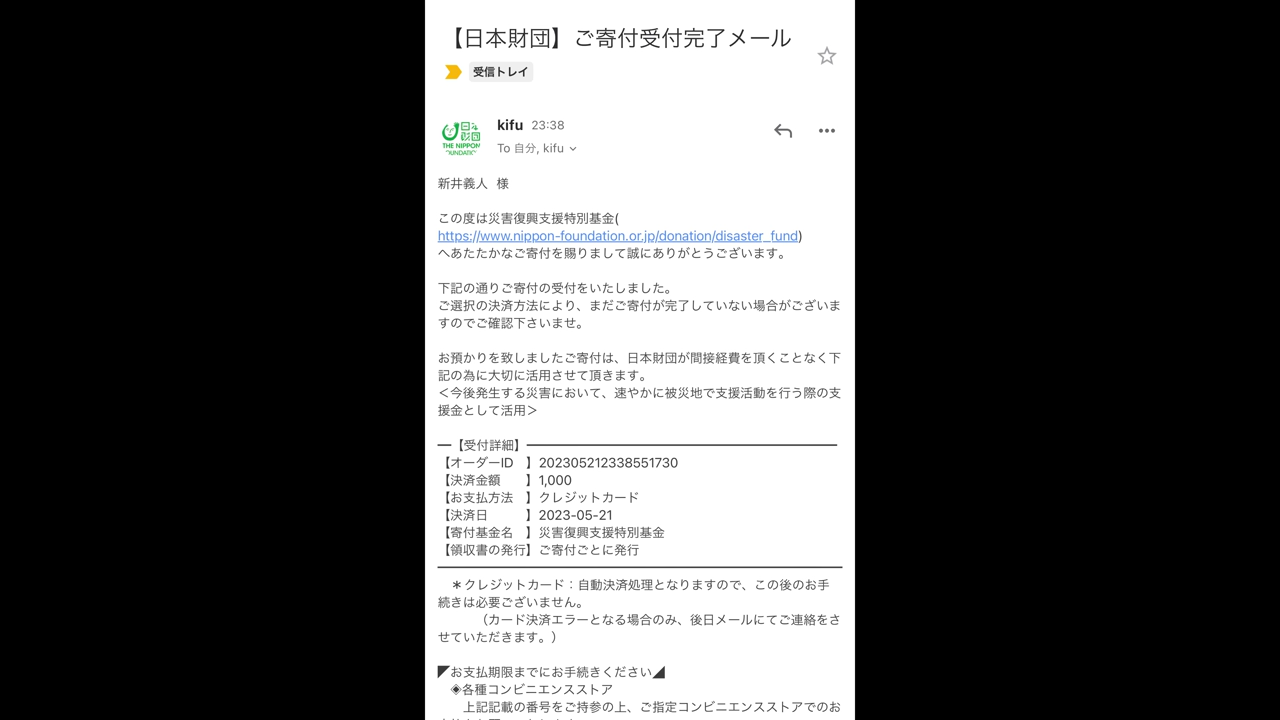 【日本財団】ご寄付受付完了メール
受信トレイ
日本財団
THE NIPPON
FOUNDATION
kifu 23:38
To 自分, kifu
新井義人 様
この度は災害復興支援特別基金(
https://www.nippon-foundation.or.jp/donation/disaster_fund)
へあたたかなご寄付を賜りまして誠にありがとうございます。
下記の通りご寄付の受付をいたしました。
ご選択の決済方法により、まだご寄付が完了していない場合がございま
すのでご確認下さいませ。
お預かりを致しましたご寄付は、日本財団が間接経費を頂くことなく下
記の為に大切に活用させて頂きます。
＜今後発生する災害において、速やかに被災地で支援活動を行う際の支
援金として活用＞
━【受付詳細】━━━━━━━━━━━━━━━━━━━━
【オーダーID 】202305212338551730
【決済金額 】1,000
【お支払方法 】クレジットカード
【決済日 】2023-05-21
【寄付基金名 】災害復興支援特別基金
【領収書の発行】ご寄付ごとに発行
＊クレジットカード：自動決済処理となりますので、この後のお手
続きは必要ございません。
（カード決済エラーとなる場合のみ、後日メールにてご連絡をさ
せていただきます。）
◤お支払期限までにお手続きください◢
◈各種コンビニエンスストア
上記記載の番号をご持参の上、ご指定コンビニエンスストアでのお